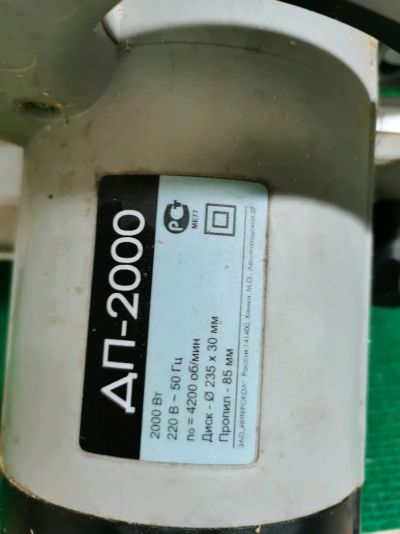 ДП-2000
РСТ
МЕ77
2000 Вт
220 В ~ 50 Гц
no = 4200 об/мин
Диск - Ø 235 x 30 мм
Пропил - 85 мм
ЗАО „ИНТЕРСКОЛ" Россия, 141400, Химки, М.О., Ленинградская, 29